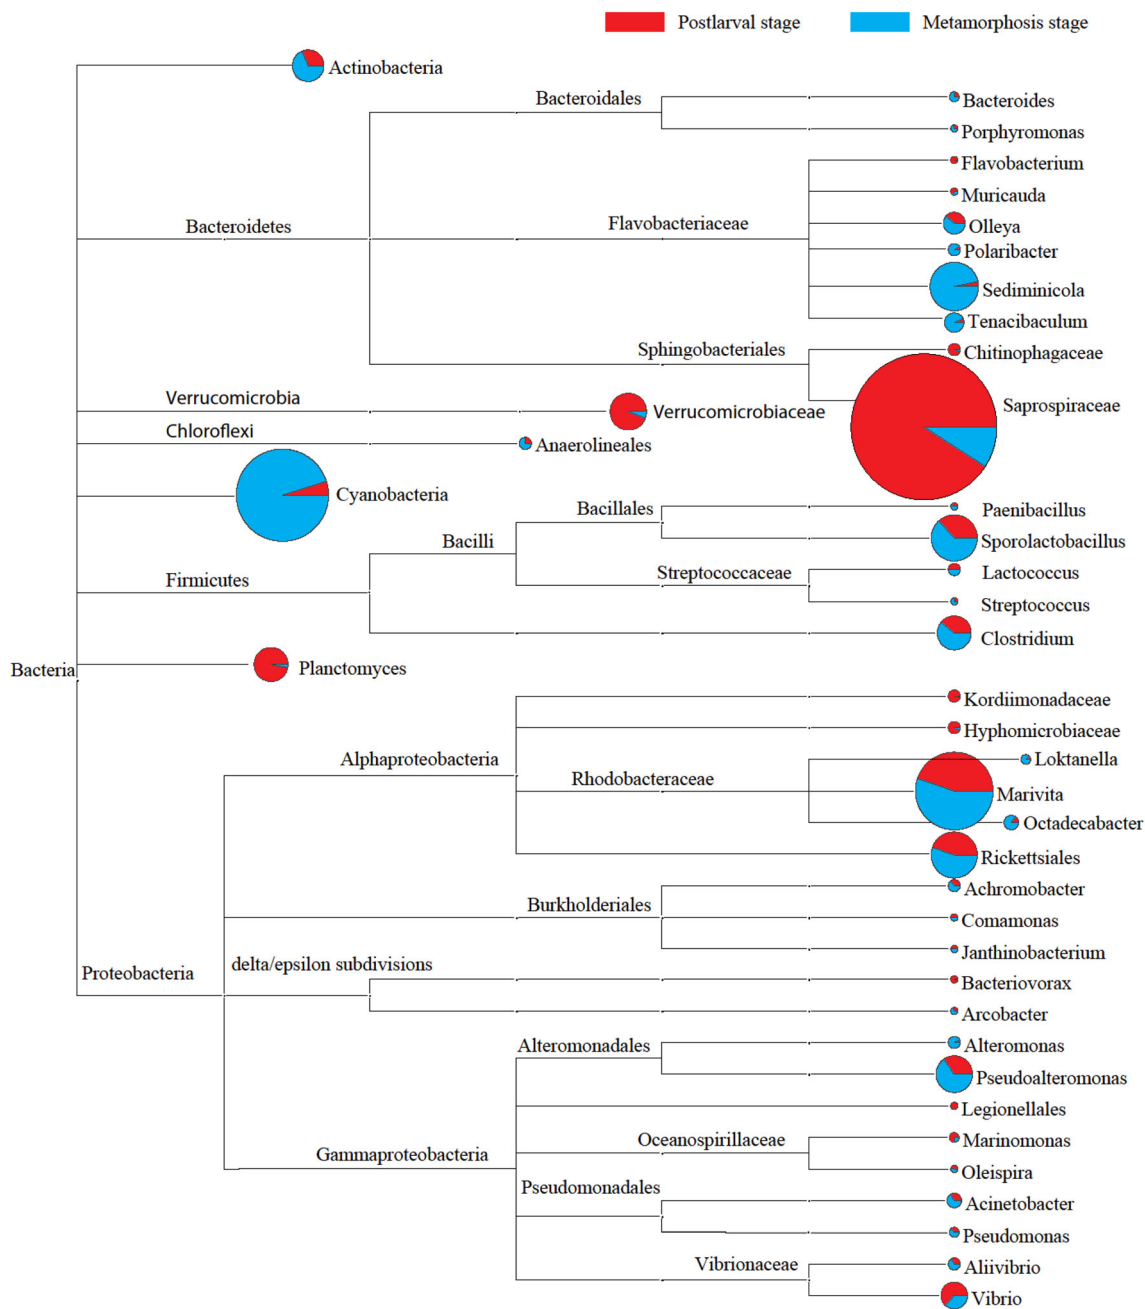 Postlarval stage
Metamorphosis stage
Actinobacteria
Bacteroidales
Bacteroides
Porphyromonas
Flavobacterium
Muricauda
Bacteroidetes
Flavobacteriaceae
Olleya
Polaribacter
Sediminicola
Tenacibaculum
Sphingobacteriales
Chitinophagaceae
Verrucomicrobia
Verrucomicrobiaceae
Saprospiraceae
Chloroflexi
Anaerolineales
Cyanobacteria
Bacillales
Paenibacillus
Bacilli
Sporolactobacillus
Firmicutes
Streptococcaceae
Lactococcus
Streptococcus
Clostridium
Bacteria
Planctomyces
Kordiimonadaceae
Hyphomicrobiaceae
Alphaproteobacteria
Loktanella
Rhodobacteraceae
Marivita
Octadecabacter
Rickettsiales
Achromobacter
Burkholderiales
Comamonas
Janthinobacterium
Proteobacteria
delta/epsilon subdivisions
Bacteriovorax
Arcobacter
Alteromonadales
Alteromonas
Pseudoalteromonas
Legionellales
Gammaproteobacteria
Oceanospirillaceae
Marinomonas
Oleispira
Pseudomonadales
Acinetobacter
Pseudomonas
Vibrionaceae
Aliivibrio
Vibrio